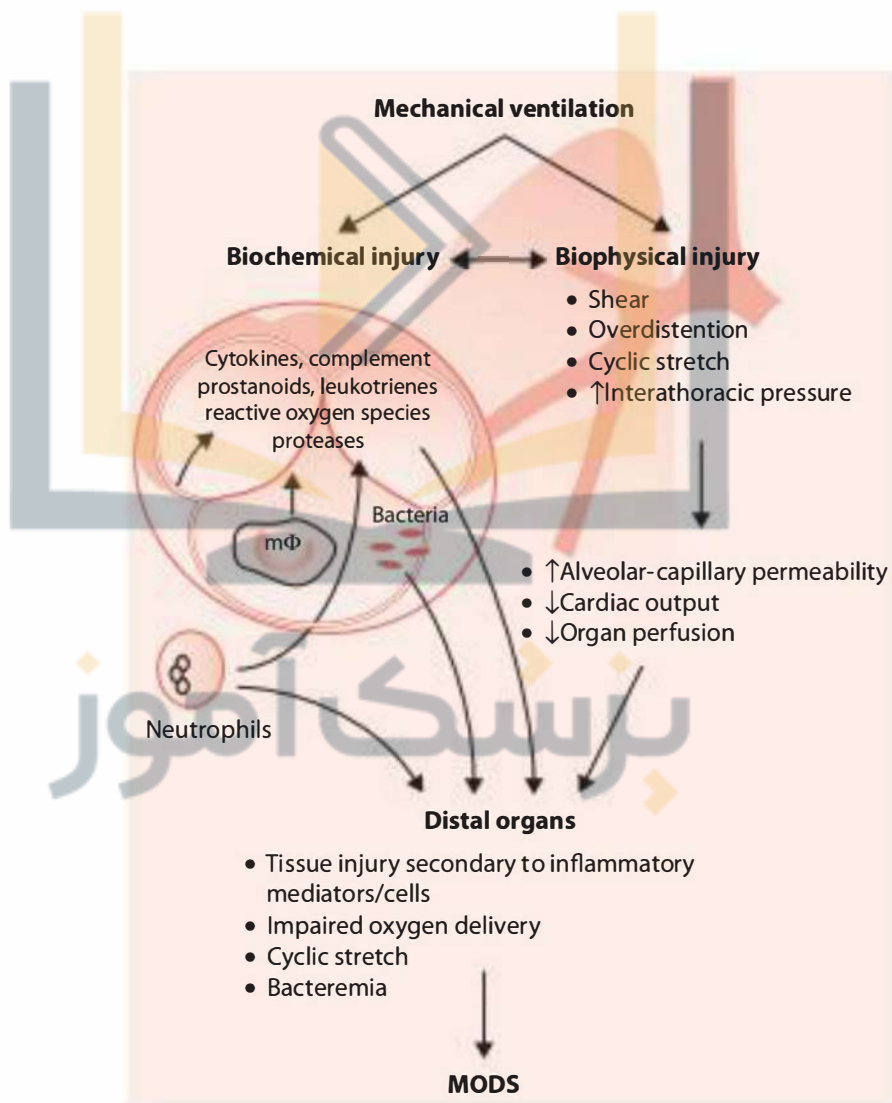 Mechanical ventilation
Biochemical injury
Biophysical injury
• Shear
• Overdistention
• Cyclic stretch
• ↑Interathoracic pressure
Cytokines, complement
prostanoids, leukotrienes
reactive oxygen species
proteases
Bacteria
mΦ
• ↑Alveolar-capillary permeability
• ↓Cardiac output
• ↓Organ perfusion
Neutrophils
پزشک آموز
Distal organs
• Tissue injury secondary to inflammatory
mediators/cells
• Impaired oxygen delivery
• Cyclic stretch
• Bacteremia
MODS